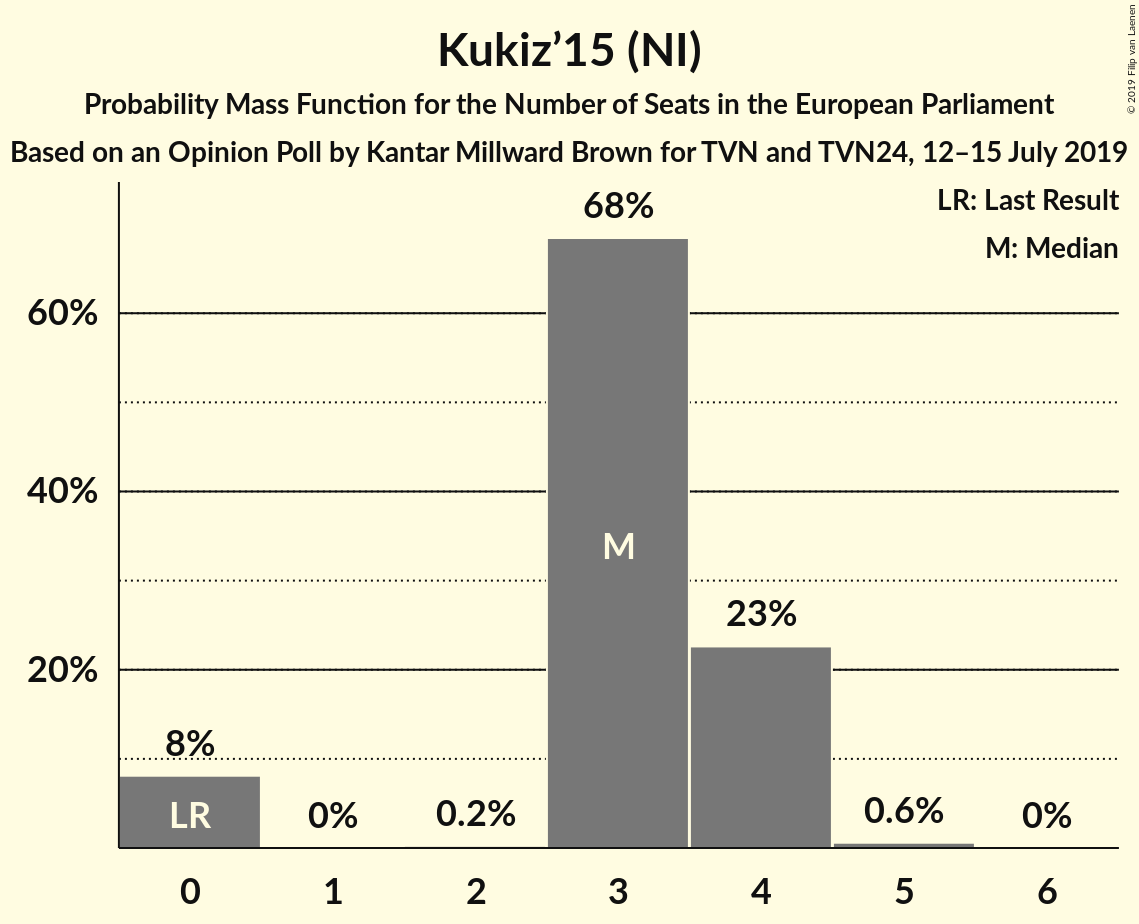 Kukiz’15 (NI)
Probability Mass Function for the Number of Seats in the European Parliament
Based on an Opinion Poll by Kantar Millward Brown for TVN and TVN24, 12–15 July 2019
© 2019 Filip van Laenen
LR: Last Result
M: Median
60%
40%
20%
8%
LR
0%
0.2%
68%
M
23%
0.6%
0%
0 1 2 3 4 5 6